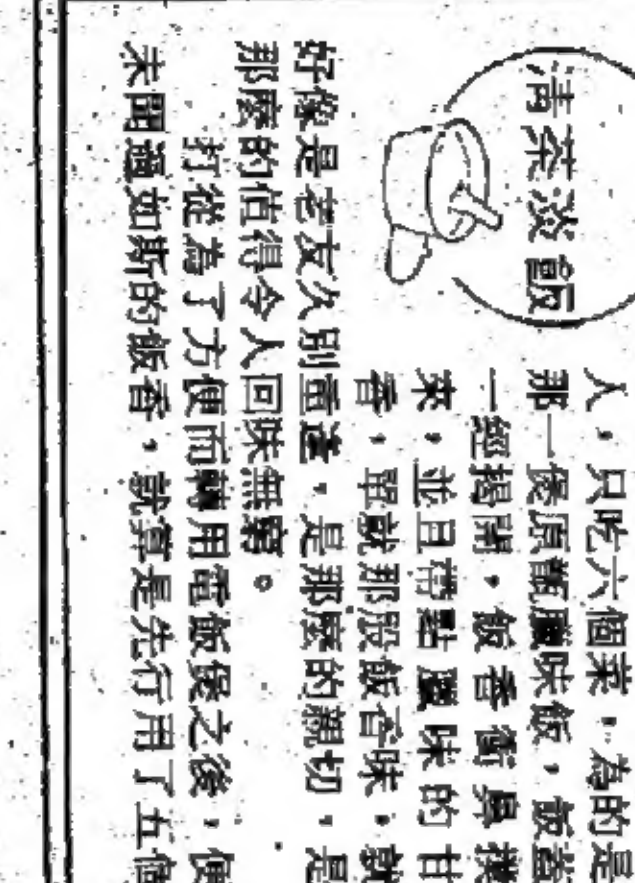 清茶淡飯
人，只吃六個菜，為的是
那一煲原觀臘味飯，飯蓋
一經揭開，飯香衝鼻撲
來，並且帶點臘味的甘
香，單就那股飯香味，就
好像是老友久別重逢，是那麼的親切，是
那麼的值得令人回味無窮。
打從為了方便而轉用電飯煲之後，便
未聞過如斯的飯香，就算是先行用了五個